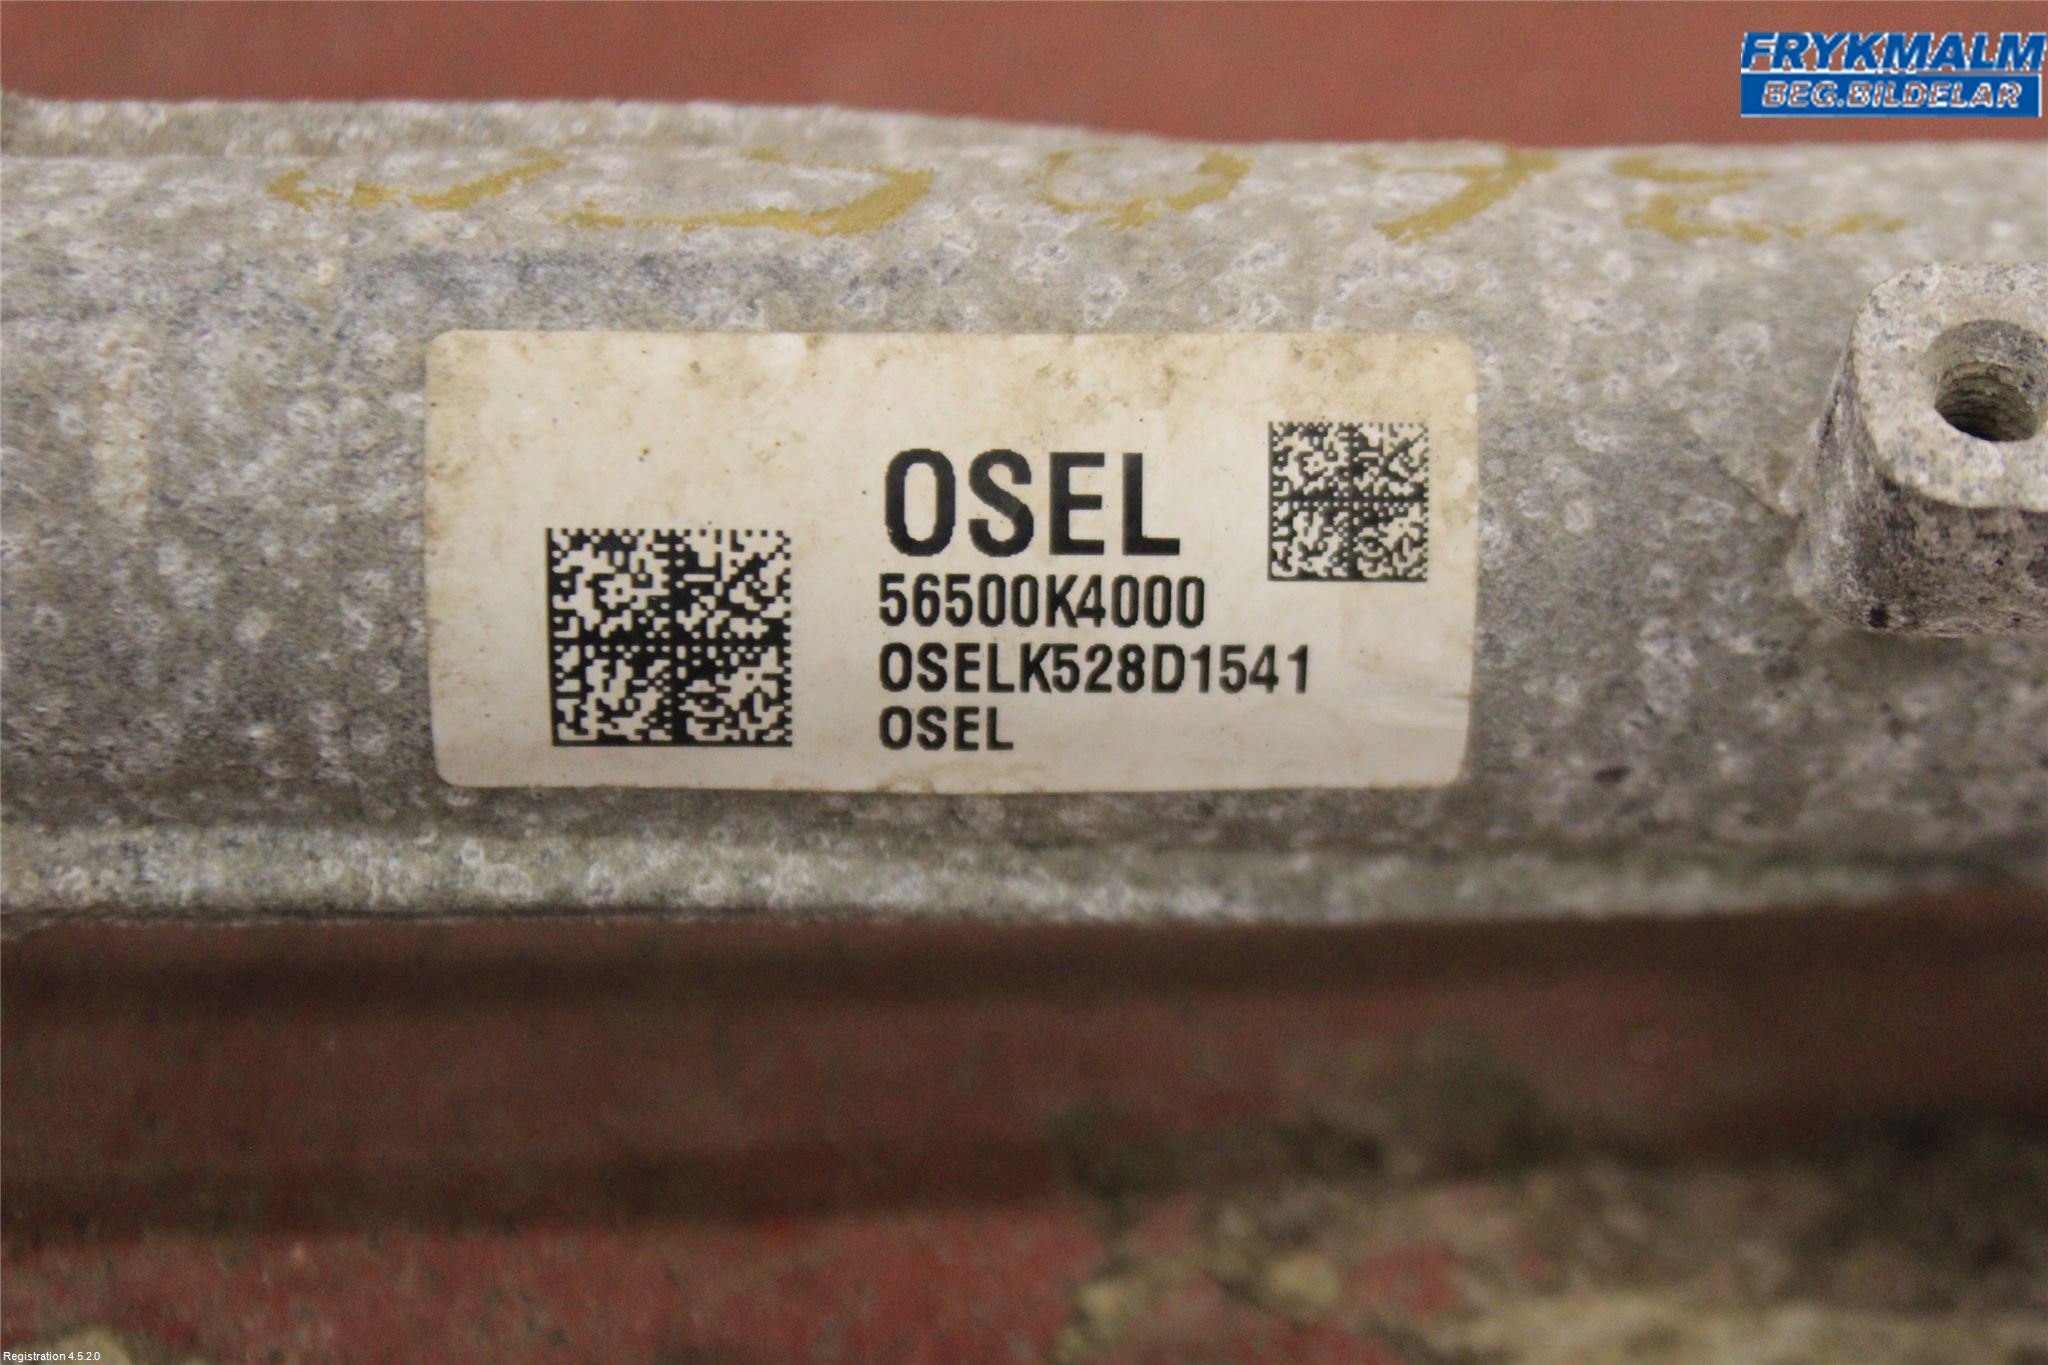 FRYKMALM
BEG.BILDELAR
OSEL
56500K4000
OSELK528D1541
OSEL
Registration 4.5.2.0